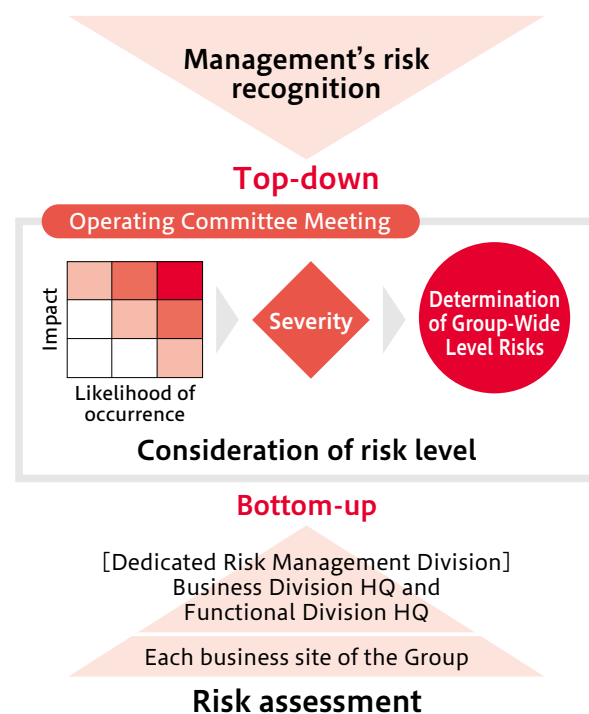 Management’s risk
recognition
Top-down
Operating Committee Meeting
Impact
Likelihood of
occurrence
Severity
Determination
of Group-Wide
Level Risks
Consideration of risk level
Bottom-up
[Dedicated Risk Management Division]
Business Division HQ and
Functional Division HQ
Each business site of the Group
Risk assessment